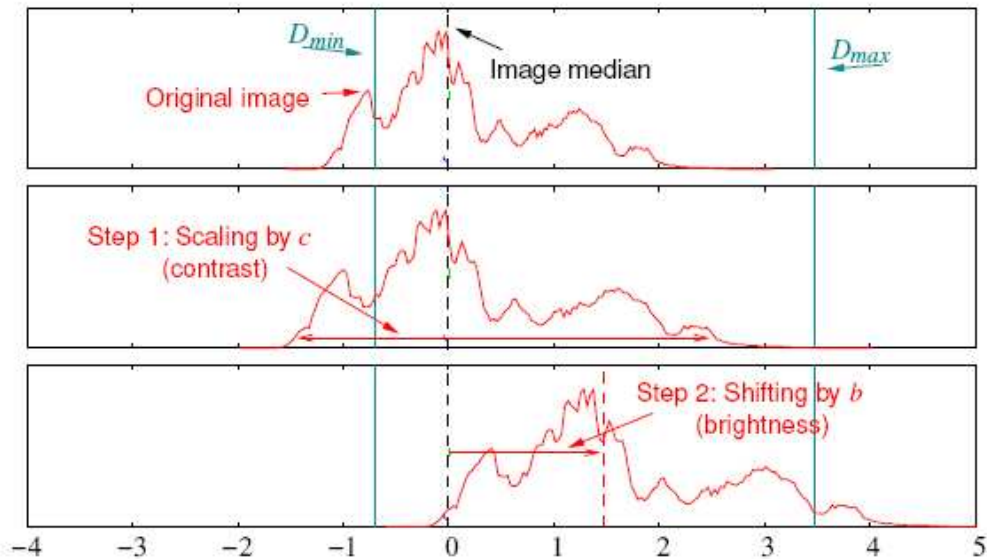 D_min
D_max
Image median
Original image
Step 1: Scaling by c
(contrast)
Step 2: Shifting by b
(brightness)
−4 −3 −2 −1 0 1 2 3 4 5